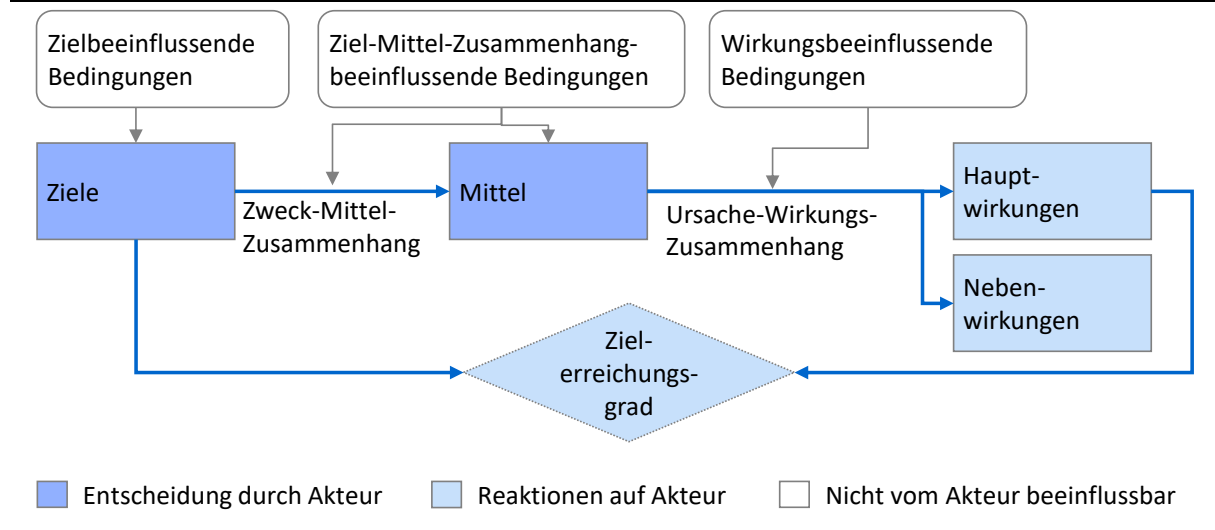 Zielbeeinflussende
Bedingungen
Ziel-Mittel-Zusammenhang-
beeinflussende Bedingungen
Wirkungsbeeinflussende
Bedingungen
Ziele
Zweck-Mittel-
Zusammenhang
Mittel
Ursache-Wirkungs-
Zusammenhang
Haupt-
wirkungen
Neben-
wirkungen
Ziel-
erreichungs-
grad
Entscheidung durch Akteur
Reaktionen auf Akteur
Nicht vom Akteur beeinflussbar